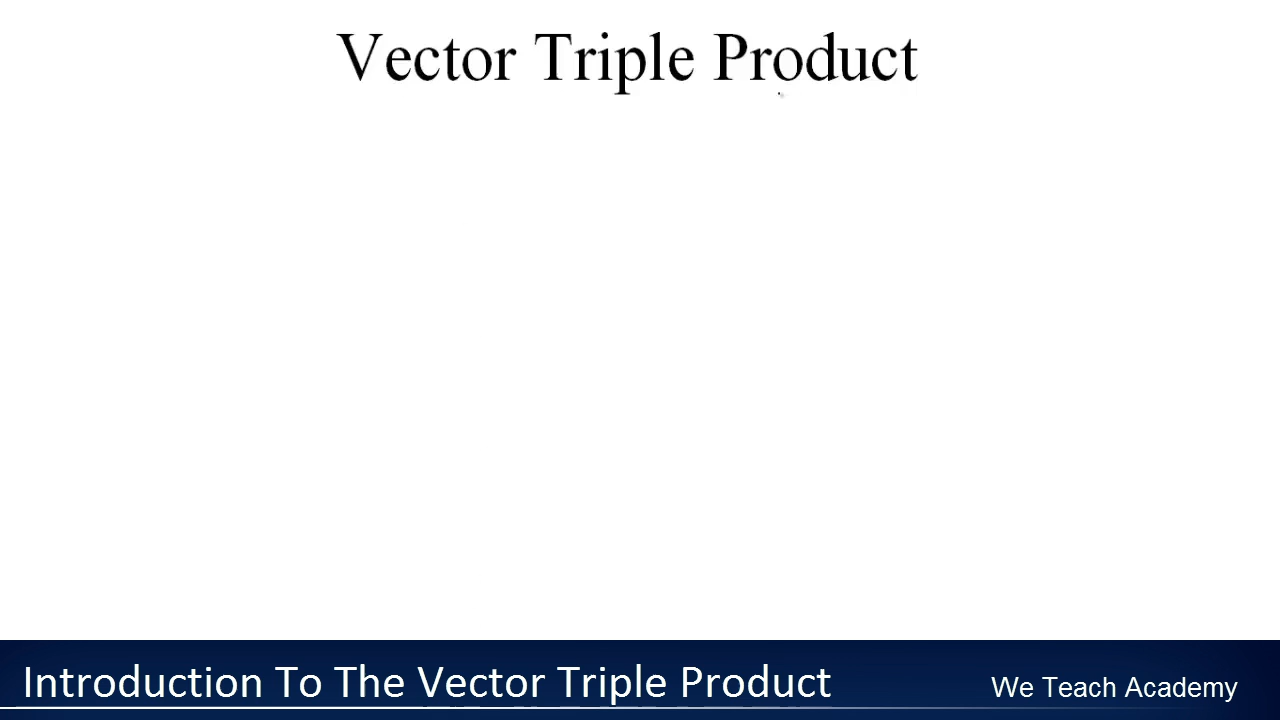 Vector Triple Product
Introduction To The Vector Triple Product
We Teach Academy